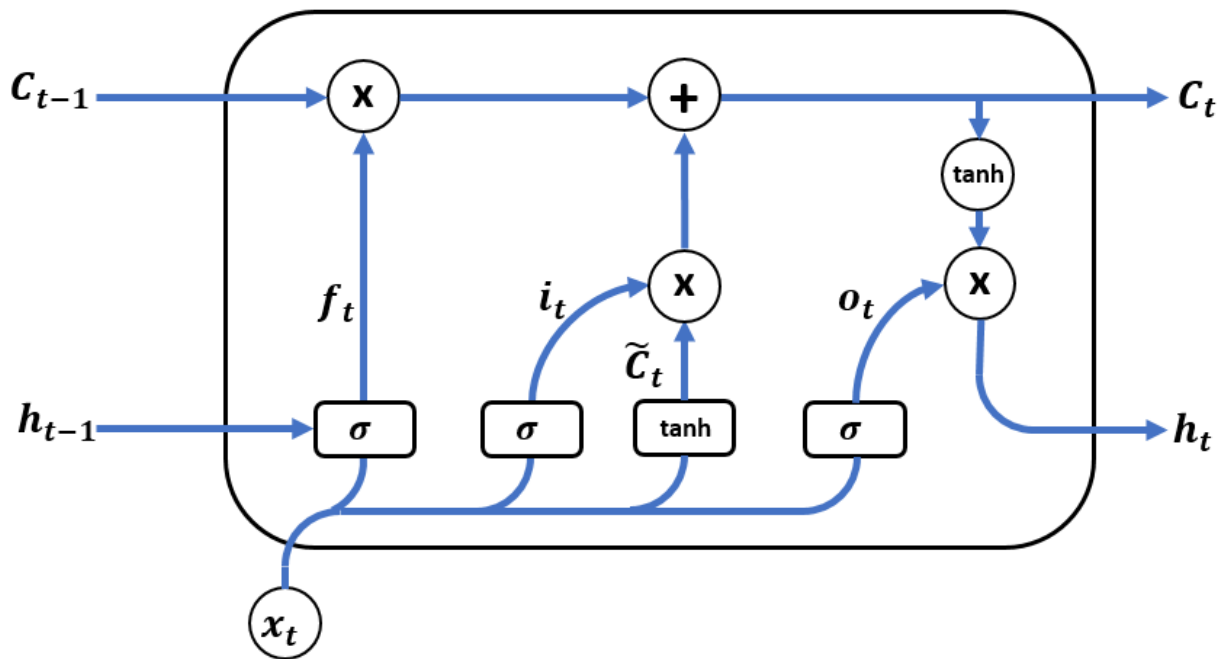 C_{t-1} x + C_t
tanh
f_t i_t x o_t x
C̃_t
h_{t-1} σ σ tanh σ h_t
x_t